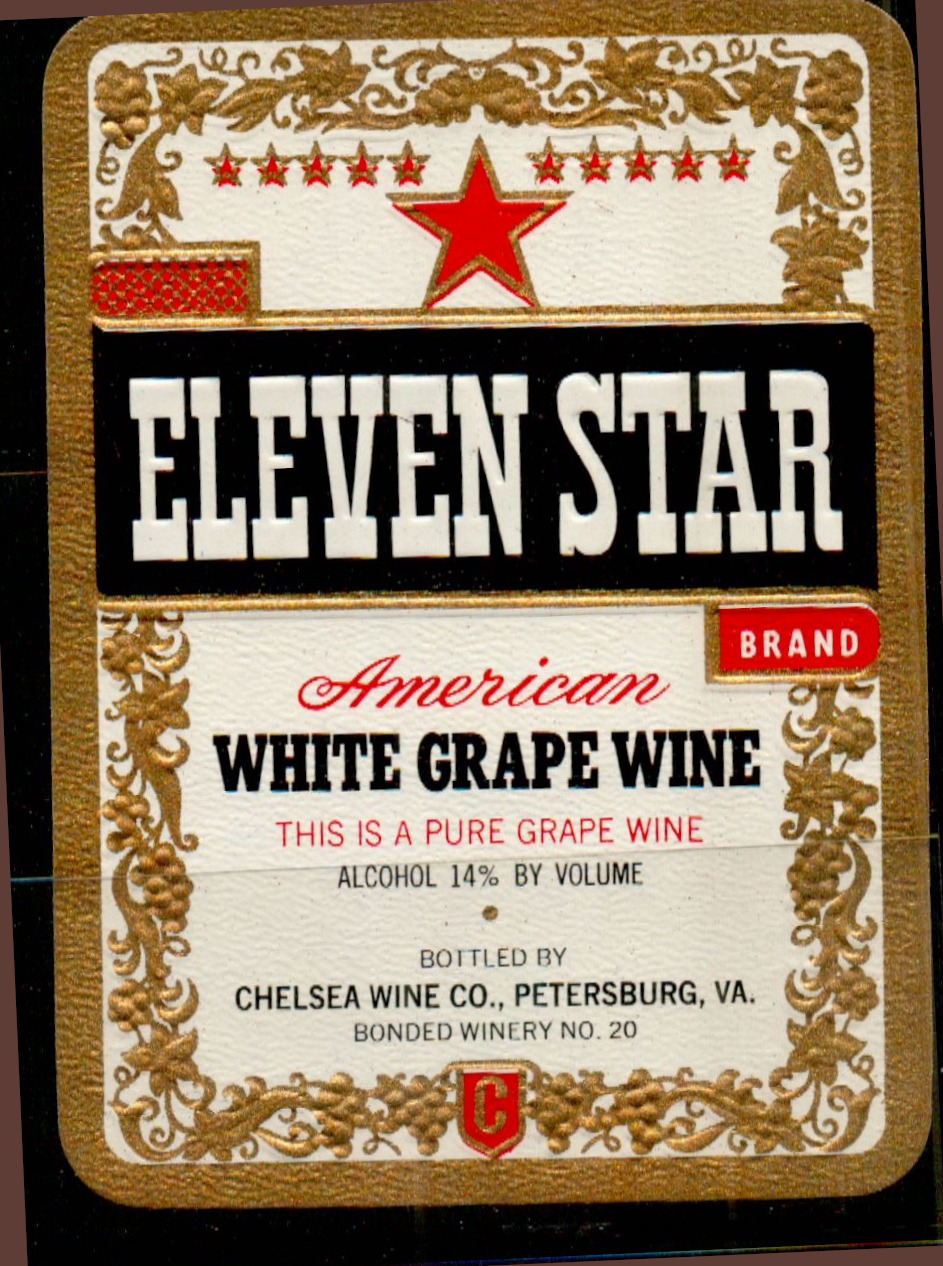 ELEVEN STAR
BRAND
American
WHITE GRAPE WINE
THIS IS A PURE GRAPE WINE
ALCOHOL 14% BY VOLUME
BOTTLED BY
CHELSEA WINE CO., PETERSBURG, VA.
BONDED WINERY NO. 20
C